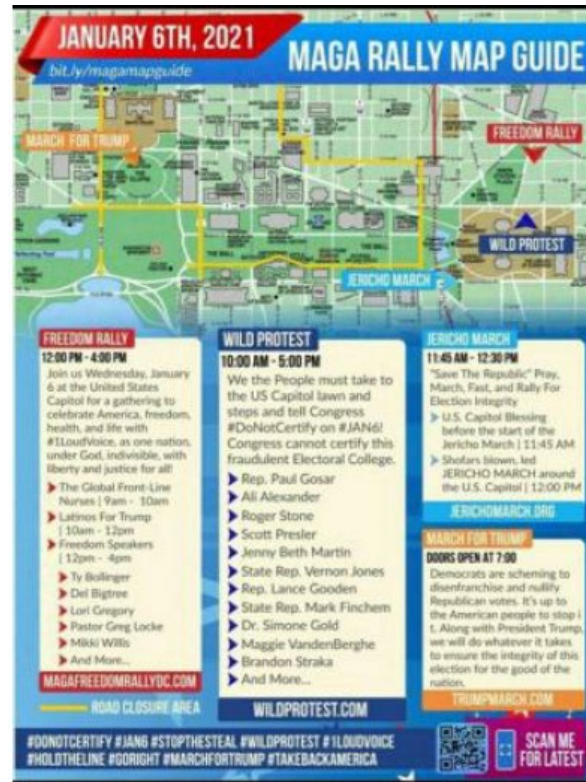 JANUARY 6TH, 2021
bit.ly/magamapguide
MAGA RALLY MAP GUIDE
MARCH FOR TRUMP
FREEDOM RALLY
WILD PROTEST
JERICHO MARCH
THE MALL
THE MALL
FREEDOM RALLY
12:00 PM - 4:00 PM
Join us Wednesday, January
6 at the United States
Capitol for a gathering to
celebrate America, freedom,
health, and life with
#1LoudVoice, as one nation,
under God, indivisible, with
liberty and justice for all!
The Global Front-Line
Nurses | 9am - 10am
Latinos For Trump
| 10am - 12pm
Freedom Speakers
| 12pm - 4pm
Ty Bollinger
Del Bigtree
Lori Gregory
Pastor Greg Locke
Mikki Willis
And More...
MAGAFREEDOMRALLYDC.COM
ROAD CLOSURE AREA
WILD PROTEST
10:00 AM - 5:00 PM
We the People must take to
the US Capitol lawn and
steps and tell Congress
#DoNotCertify on #JAN6!
Congress cannot certify this
fraudulent Electoral College.
Rep. Paul Gosar
Ali Alexander
Roger Stone
Scott Presler
Jenny Beth Martin
State Rep. Vernon Jones
Rep. Lance Gooden
State Rep. Mark Finchem
Dr. Simone Gold
Maggie VandenBerghe
Brandon Straka
And More...
WILDPROTEST.COM
JERICHO MARCH
11:45 AM - 12:30 PM
"Save The Republic" Pray,
March, Fast, and Rally For
Election Integrity
U.S. Capitol Blessing
before the start of the
Jericho March | 11:45 AM
Shofars blown, led
JERICHO MARCH around
the U.S. Capitol | 12:00 PM
JERICHOMARCH.ORG
MARCH FOR TRUMP
DOORS OPEN AT 7:00
Democrats are scheming to
disenfranchise and nullify
Republican votes. It's up to
the American people to stop i
t. Along with President Trump,
we will do whatever it takes
to ensure the integrity of this
election for the good of the
nation.
TRUMPMARCH.COM
#DONOTCERTIFY #JAN6 #STOPTHESTEAL #WILDPROTEST #1LOUDVOICE
#HOLDTHELINE #GORIGHT #MARCHFORTRUMP #TAKEBACKAMERICA
SCAN ME
FOR LATEST